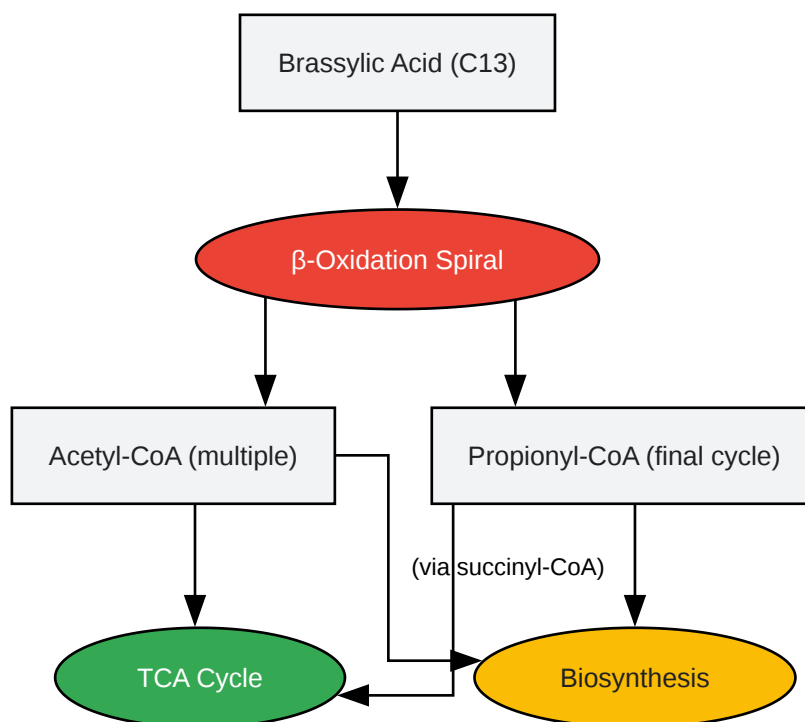 Brassylic Acid (C13)
β-Oxidation Spiral
Acetyl-CoA (multiple)
Propionyl-CoA (final cycle)
(via succinyl-CoA)
TCA Cycle
Biosynthesis